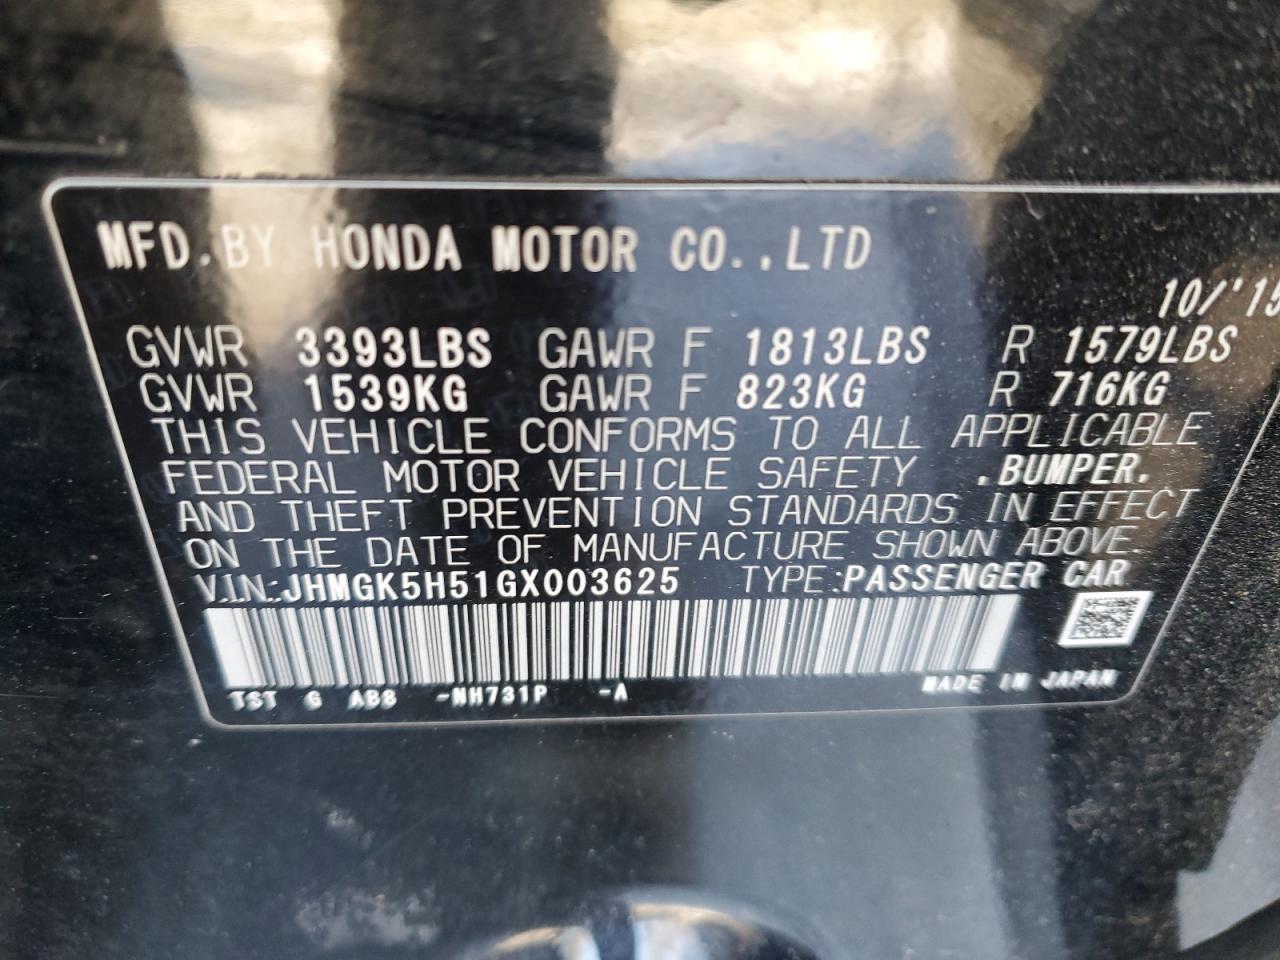 MFD. BY HONDA MOTOR CO.,LTD
10/'15
GVWR 3393LBS GAWR F 1813LBS R 1579LBS
GVWR 1539KG GAWR F 823KG R 716KG
THIS VEHICLE CONFORMS TO ALL APPLICABLE
FEDERAL MOTOR VEHICLE SAFETY .BUMPER.
AND THEFT PREVENTION STANDARDS IN EFFECT
ON THE DATE OF MANUFACTURE SHOWN ABOVE.
V.I.N.:JHMGK5H51GX003625 TYPE:PASSENGER CAR
TST G AB8 -NH731P -A MADE IN JAPAN